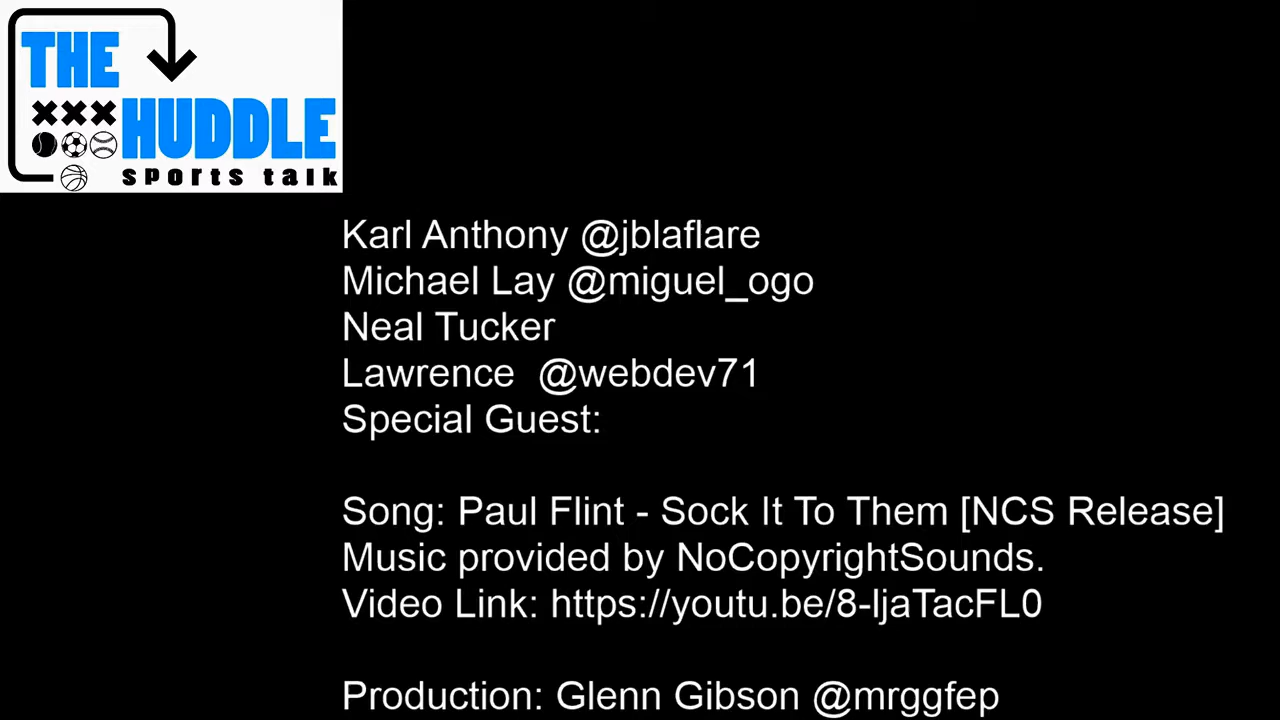 THE
XXX
HUDDLE
sports talk
Karl Anthony @jblaflare
Michael Lay @miguel_ogo
Neal Tucker
Lawrence @webdev71
Special Guest:
Song: Paul Flint - Sock It To Them [NCS Release]
Music provided by NoCopyrightSounds.
Video Link: https://youtu.be/8-ljaTacFL0
Production: Glenn Gibson @mrggfep